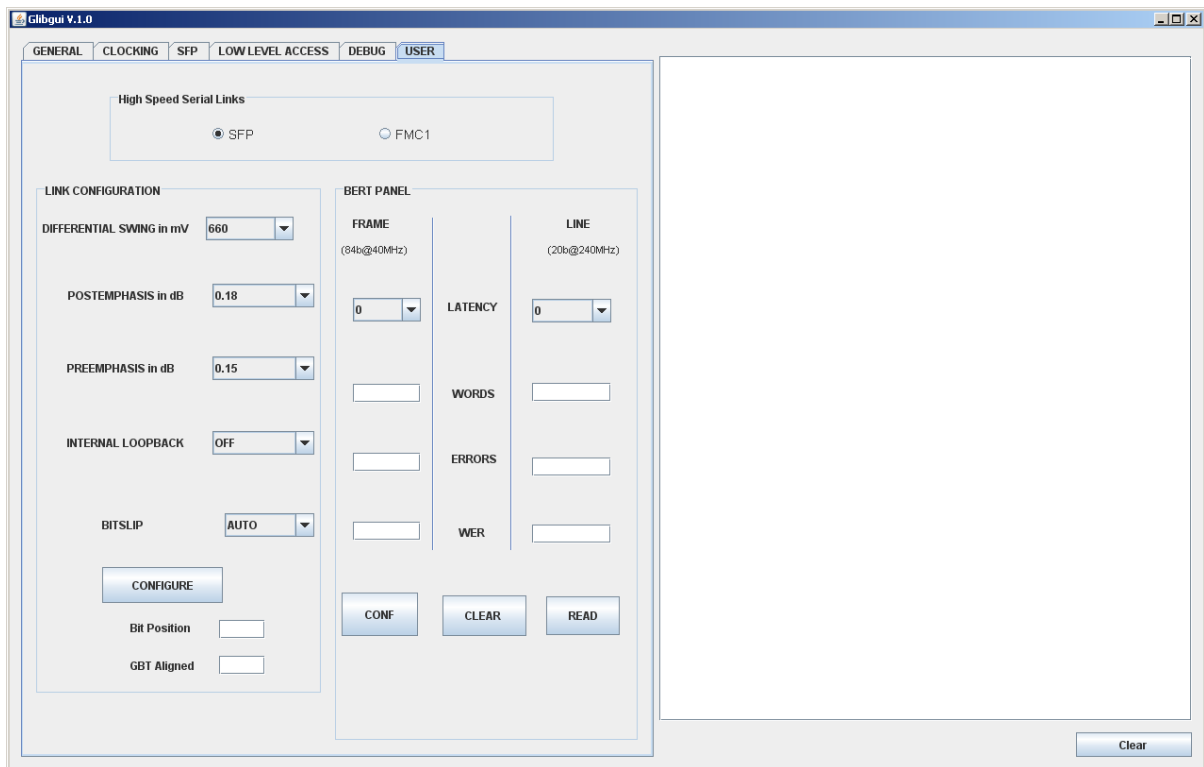 Glibgui V.1.0
GENERAL CLOCKING SFP LOW LEVEL ACCESS DEBUG USER
High Speed Serial Links
SFP FMC1
LINK CONFIGURATION
DIFFERENTIAL SWING in mV 660
POSTEMPHASIS in dB 0.18
PREEMPHASIS in dB 0.15
INTERNAL LOOPBACK OFF
BITSLIP AUTO
CONFIGURE
Bit Position
GBT Aligned
BERT PANEL
FRAME LINE
(84b@40MHz) (20b@240MHz)
0 LATENCY 0
WORDS
ERRORS
WER
CONF CLEAR READ
Clear